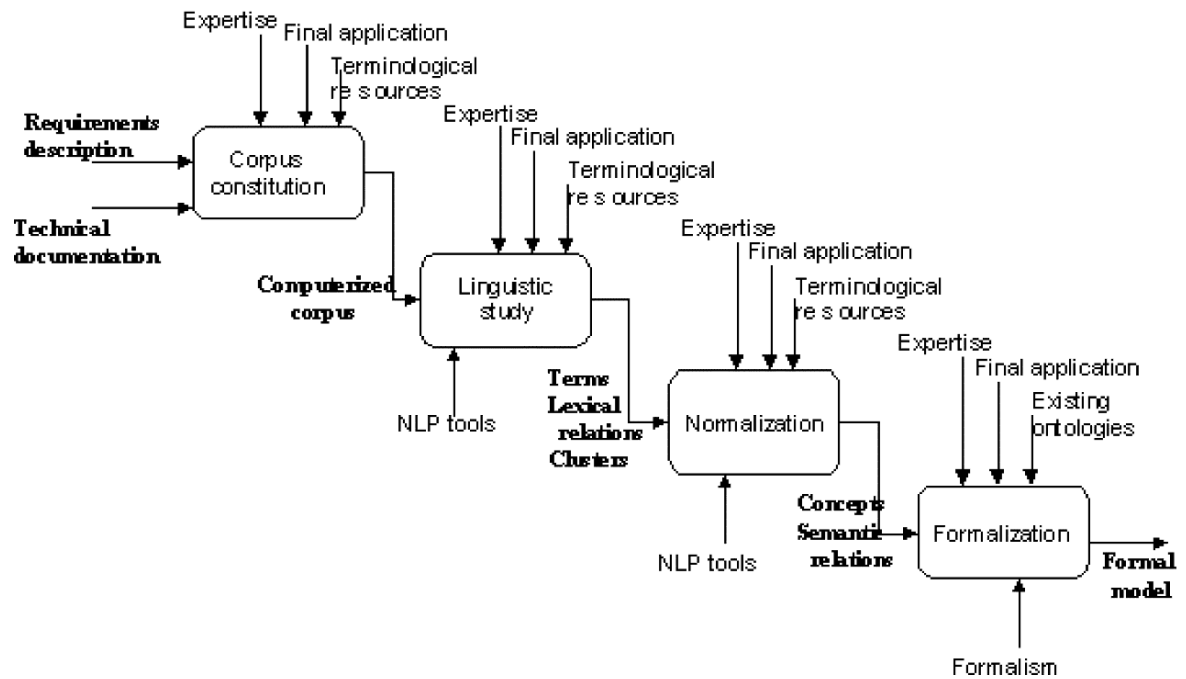 Expertise
Final application
Terminological
re s ources
Requirements
description
Corpus
constitution
Technical
documentation
Expertise
Final application
Terminological
re s ources
Computerized
corpus
Linguistic
study
NLP tools
Expertise
Final application
Terminological
re s ources
Terms
Lexical
relations
Clusters
Normalization
NLP tools
Expertise
Final application
Existing
ontologies
Concepts
Semantic
relations
Formalization
Formal
model
Formalism